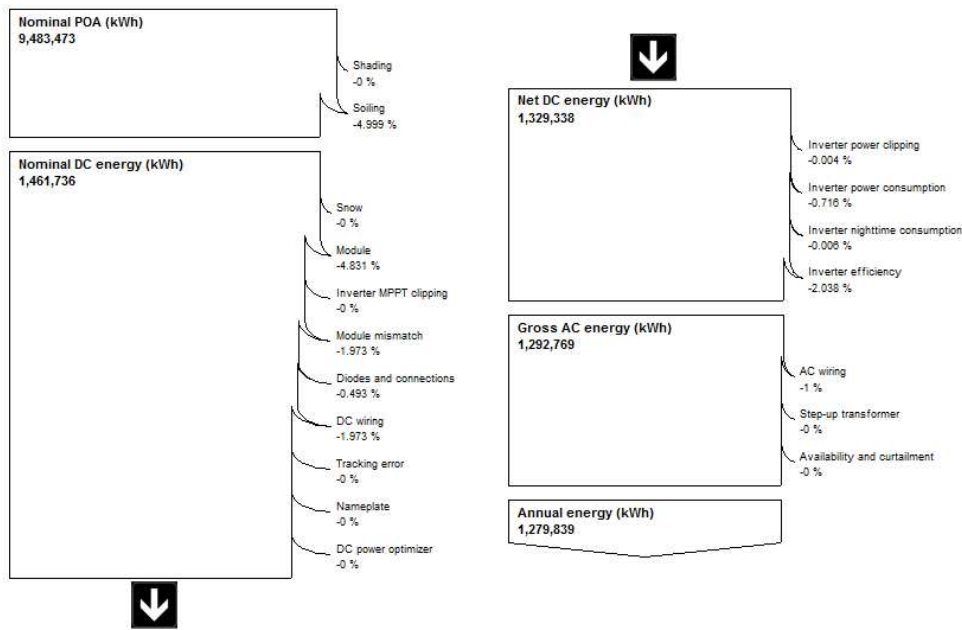 Nominal POA (kWh)
9,483,473
Shading
-0 %
Soiling
-4.999 %
Nominal DC energy (kWh)
1,461,736
Snow
-0 %
Module
-4.831 %
Inverter MPPT clipping
-0 %
Module mismatch
-1.973 %
Diodes and connections
-0.493 %
DC wiring
-1.973 %
Tracking error
-0 %
Nameplate
-0 %
DC power optimizer
-0 %
Net DC energy (kWh)
1,329,338
Inverter power clipping
-0.004 %
Inverter power consumption
-0.716 %
Inverter nighttime consumption
-0.006 %
Inverter efficiency
-2.038 %
Gross AC energy (kWh)
1,292,769
AC wiring
-1 %
Step-up transformer
-0 %
Availability and curtailment
-0 %
Annual energy (kWh)
1,279,839